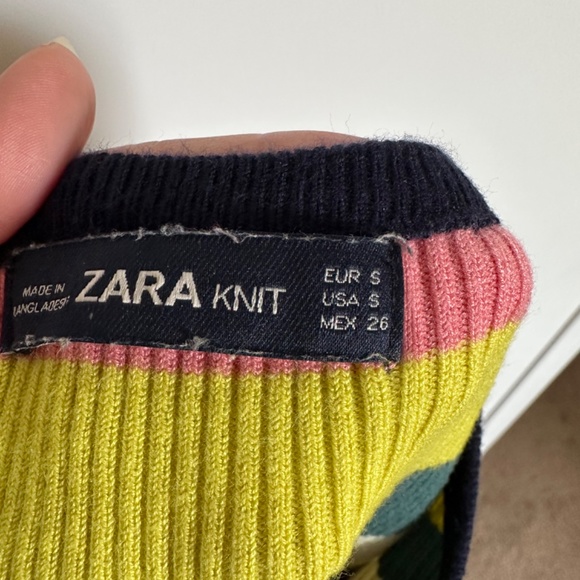 MADE IN
BANGLADESH
ZARA KNIT
EUR S
USA S
MEX 26